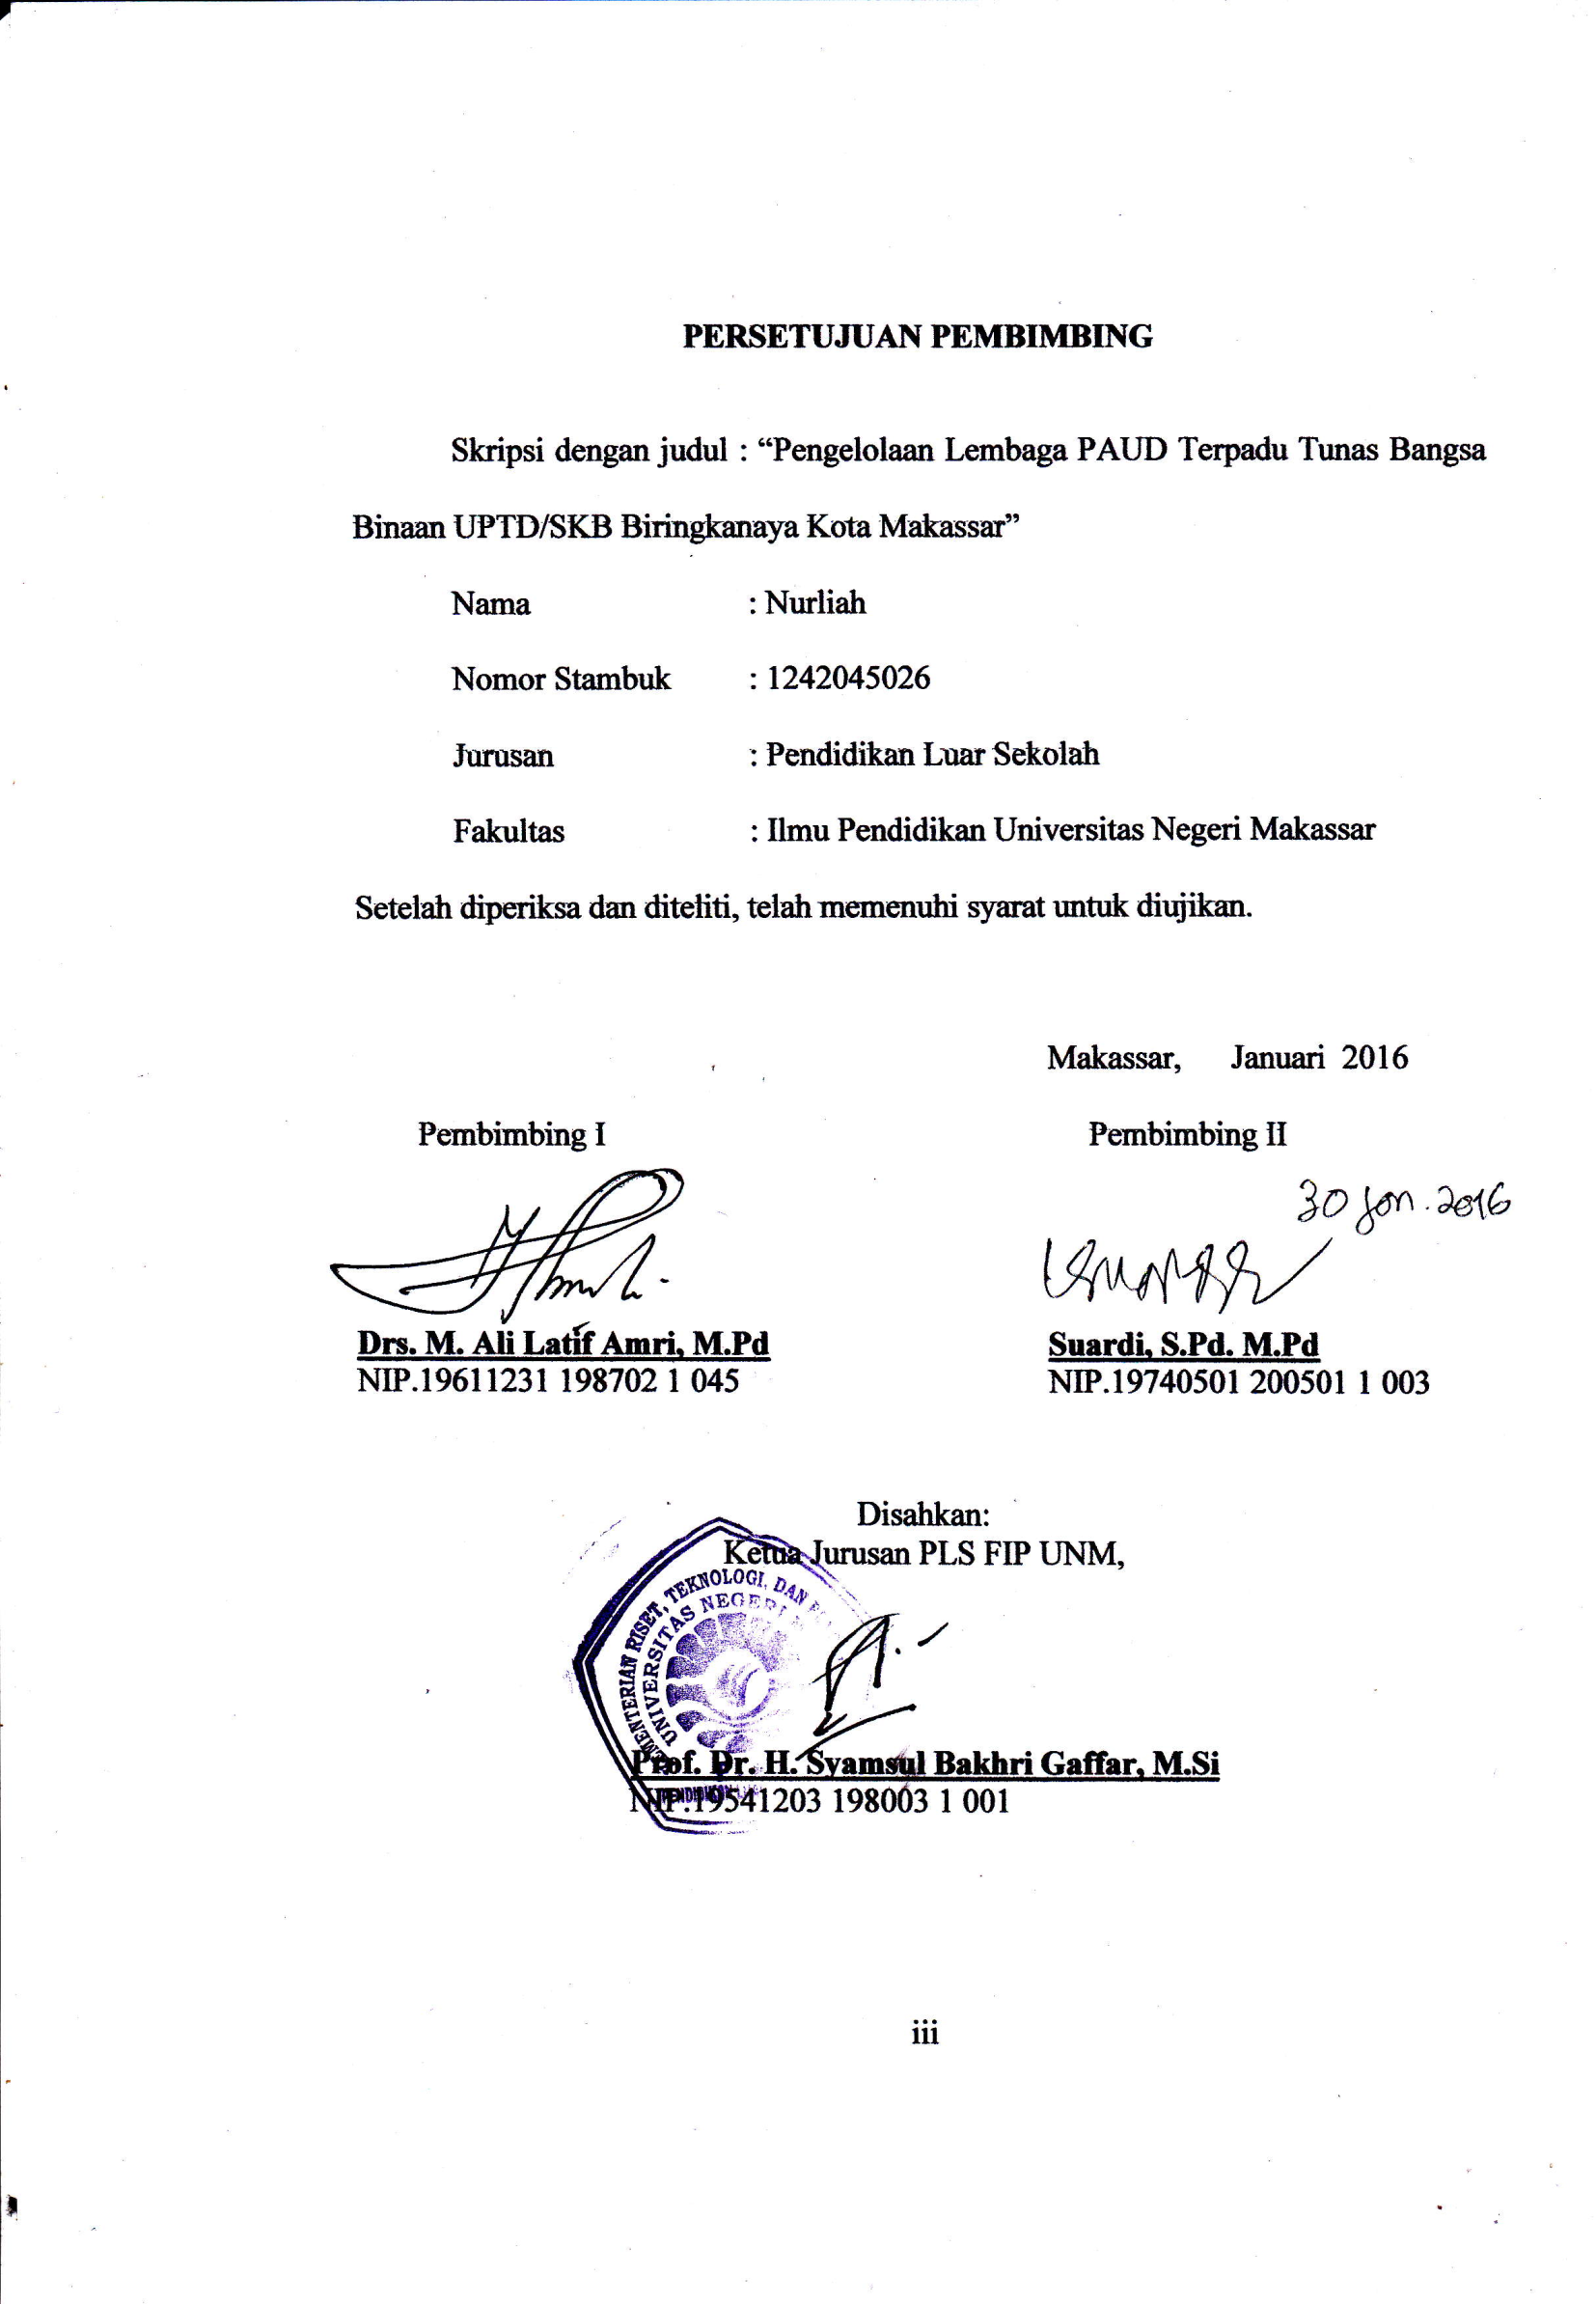 PERSETUJUAN PEMBIMBING
Skripsi dengan judul : “Pengelolaan Lembaga PAUD Terpadu Tunas Bangsa
Binaan UPTD/SKB Biringkanaya Kota Makassar”
Nama : Nurliah
Nomor Stambuk : 1242045026
Jurusan : Pendidikan Luar Sekolah
Fakultas : Ilmu Pendidikan Universitas Negeri Makassar
Setelah diperiksa dan diteliti, telah memenuhi syarat untuk diujikan.
Makassar, Januari 2016
Pembimbing I Pembimbing II
30 Jan. 2016
Drs. M. Ali Latif Amri, M.Pd Suardi, S.Pd. M.Pd
NIP.19611231 198702 1 045 NIP.19740501 200501 1 003
Disahkan:
Ketua Jurusan PLS FIP UNM,
RISET, TEKNOLOGI, DAN
UNIVERSITAS NEGERI
Prof. Dr. H. Syamsul Bakhri Gaffar, M.Si
NIP.19541203 198003 1 001
iii